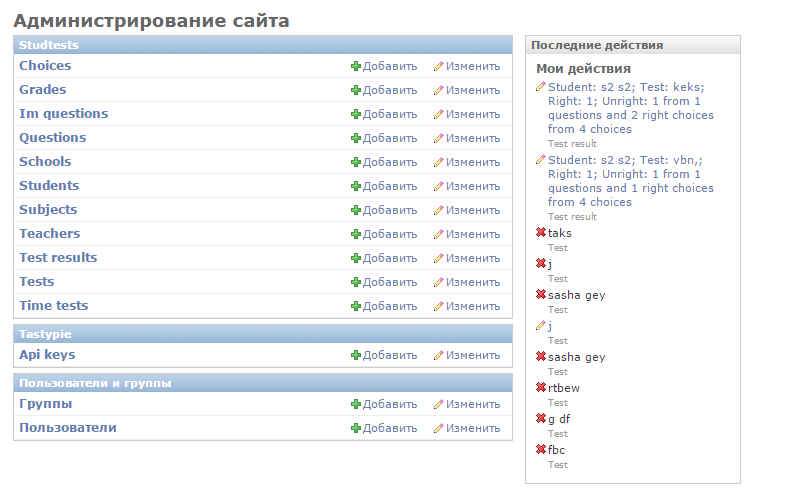 Администрирование сайта
Studtests
Choices Добавить Изменить
Grades Добавить Изменить
Im questions Добавить Изменить
Questions Добавить Изменить
Schools Добавить Изменить
Students Добавить Изменить
Subjects Добавить Изменить
Teachers Добавить Изменить
Test results Добавить Изменить
Tests Добавить Изменить
Time tests Добавить Изменить
Tastypie
Api keys Добавить Изменить
Пользователи и группы
Группы Добавить Изменить
Пользователи Добавить Изменить
Последние действия
Мои действия
Student: s2 s2; Test: keks;
Right: 1; Unright: 1 from 1
questions and 2 right choices
from 4 choices
Test result
Student: s2 s2; Test: vbn,;
Right: 1; Unright: 1 from 1
questions and 1 right choices
from 4 choices
Test result
taks
Test
j
Test
sasha gey
Test
j
Test
sasha gey
Test
rtbew
Test
g df
Test
fbc
Test